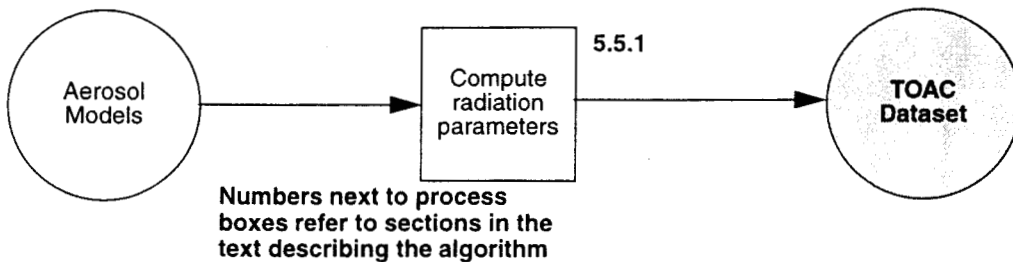 Aerosol
Models
Compute
radiation
parameters
5.5.1
TOAC
Dataset
Numbers next to process
boxes refer to sections in the
text describing the algorithm